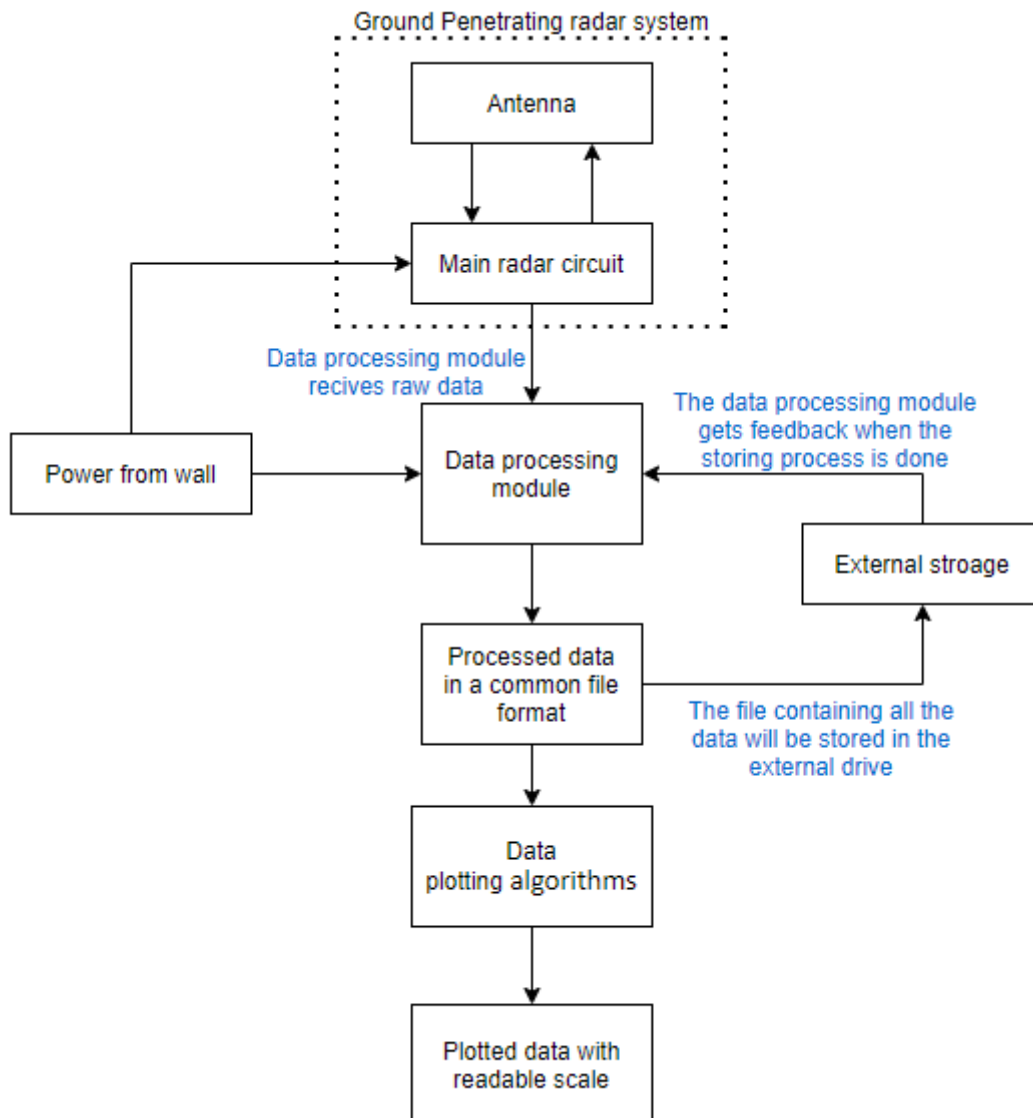 Ground Penetrating radar system
Antenna
Main radar circuit
Data processing module
recives raw data
The data processing module
gets feedback when the
storing process is done
Power from wall
Data processing
module
External stroage
Processed data
in a common file
format
The file containing all the
data will be stored in the
external drive
Data
plotting algorithms
Plotted data with
readable scale